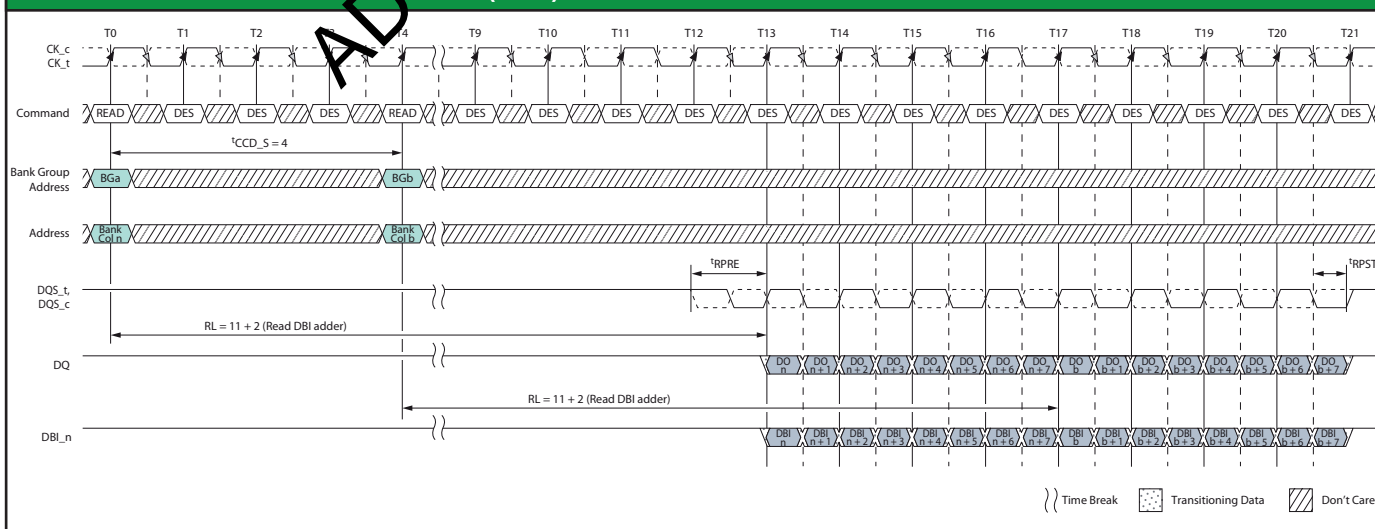 AD
T0 T1 T2 T3 T4 T9 T10 T11 T12 T13 T14 T15 T16 T17 T18 T19 T20 T21
CK_c
CK_t
Command READ DES DES DES READ DES DES DES DES DES DES DES DES DES DES DES DES DES
tCCD_S = 4
Bank Group
Address
BGa BGb
Address
Bank
Col n
Bank
Col b
tRPRE tRPST
DQS_t,
DQS_c
RL = 11 + 2 (Read DBI adder)
DQ
DO
n
DO
n + 1
DO
n + 2
DO
n + 3
DO
n + 4
DO
n + 5
DO
n + 6
DO
n + 7
DO
b
DO
b + 1
DO
b + 2
DO
b + 3
DO
b + 4
DO
b + 5
DO
b + 6
DO
b + 7
RL = 11 + 2 (Read DBI adder)
DBI_n
DBI
n
DBI
n + 1
DBI
n + 2
DBI
n + 3
DBI
n + 4
DBI
n + 5
DBI
n + 6
DBI
n + 7
DBI
b
DBI
b + 1
DBI
b + 2
DBI
b + 3
DBI
b + 4
DBI
b + 5
DBI
b + 6
DBI
b + 7
Time Break Transitioning Data Don't Care